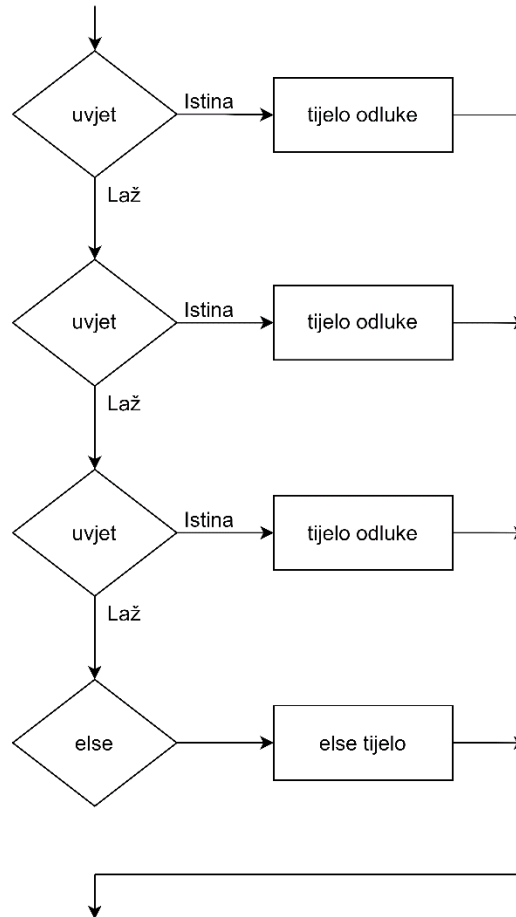 uvjet
Istina
tijelo odluke
Laž
uvjet
Istina
tijelo odluke
Laž
uvjet
Istina
tijelo odluke
Laž
else
else tijelo